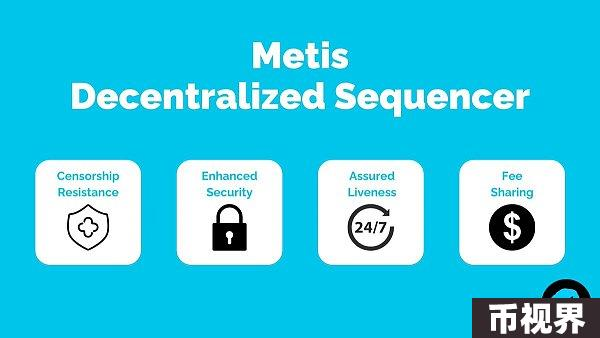 Metis
Decentralized Sequencer
Censorship
Resistance
Enhanced
Security
Assured
Liveness
24/7
Fee
Sharing
$
币视界